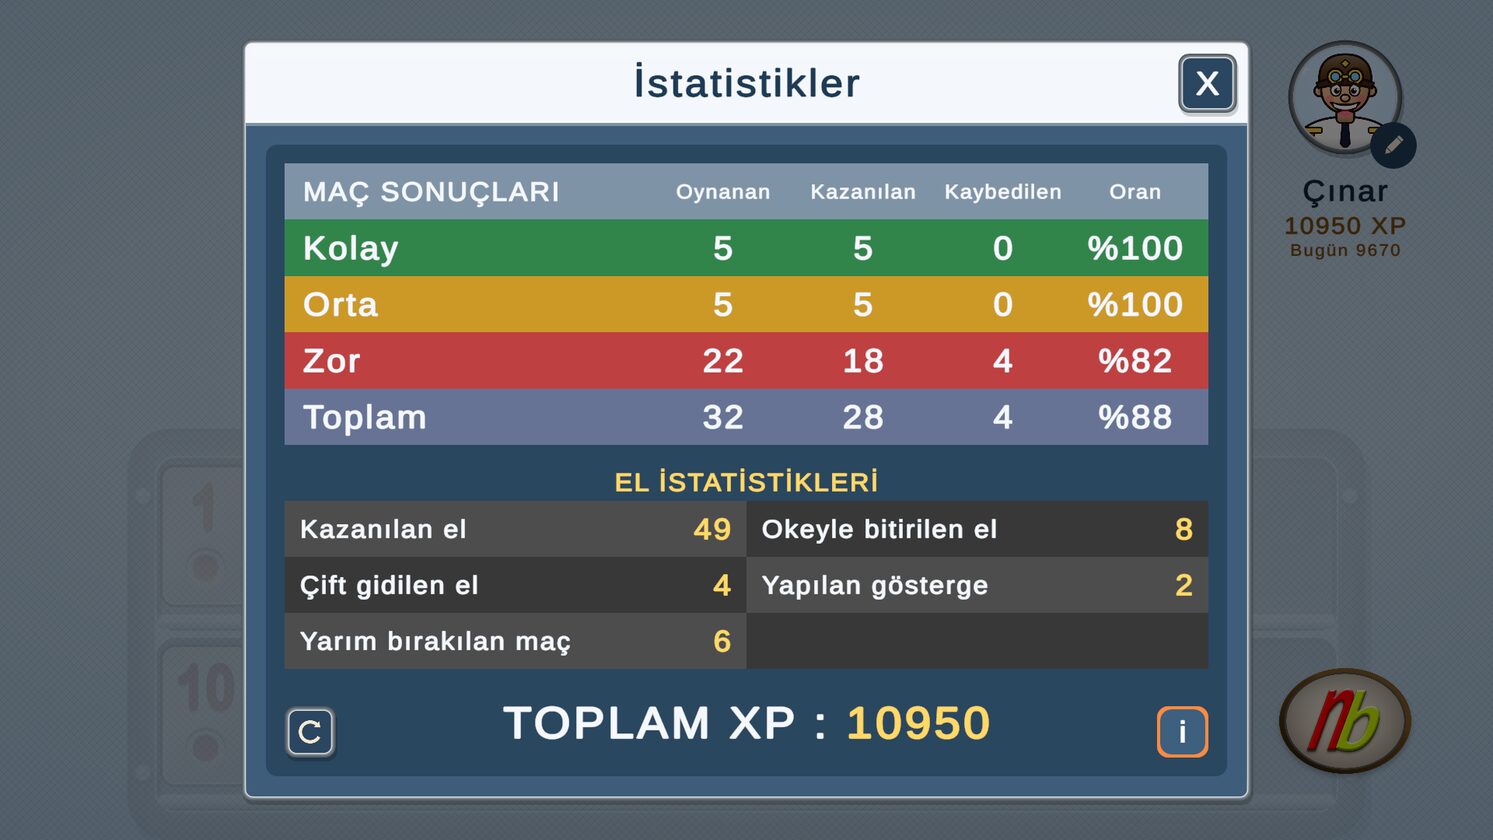 İstatistikler
X
MAÇ SONUÇLARI Oynanan Kazanılan Kaybedilen Oran
Kolay 5 5 0 %100
Orta 5 5 0 %100
Zor 22 18 4 %82
Toplam 32 28 4 %88
EL İSTATİSTİKLERİ
Kazanılan el 49 Okeyle bitirilen el 8
Çift gidilen el 4 Yapılan gösterge 2
Yarım bırakılan maç 6
TOPLAM XP : 10950
i
Çınar
10950 XP
Bugün 9670
1
10
nb